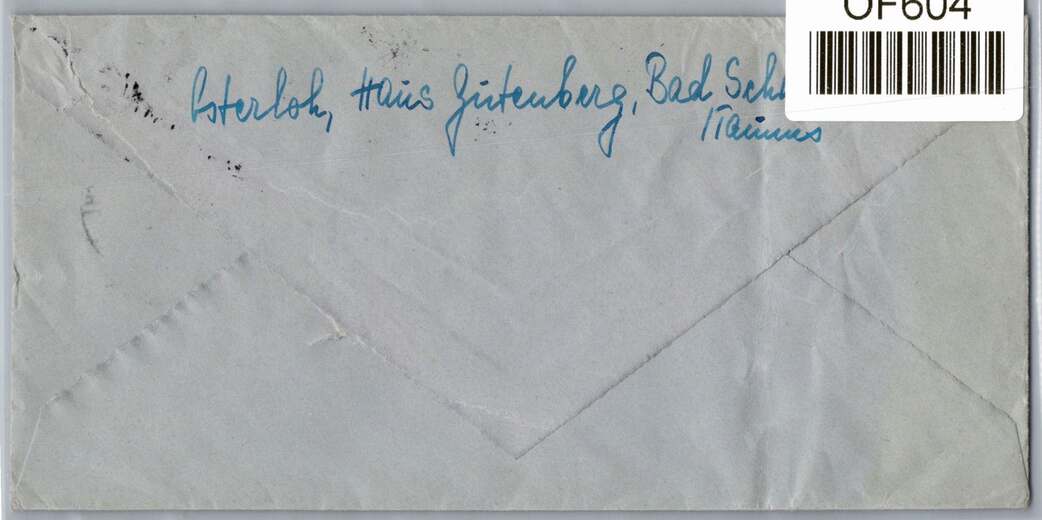 OF604
Osterloh, Haus Gutenberg, Bad Sch
/Taunus